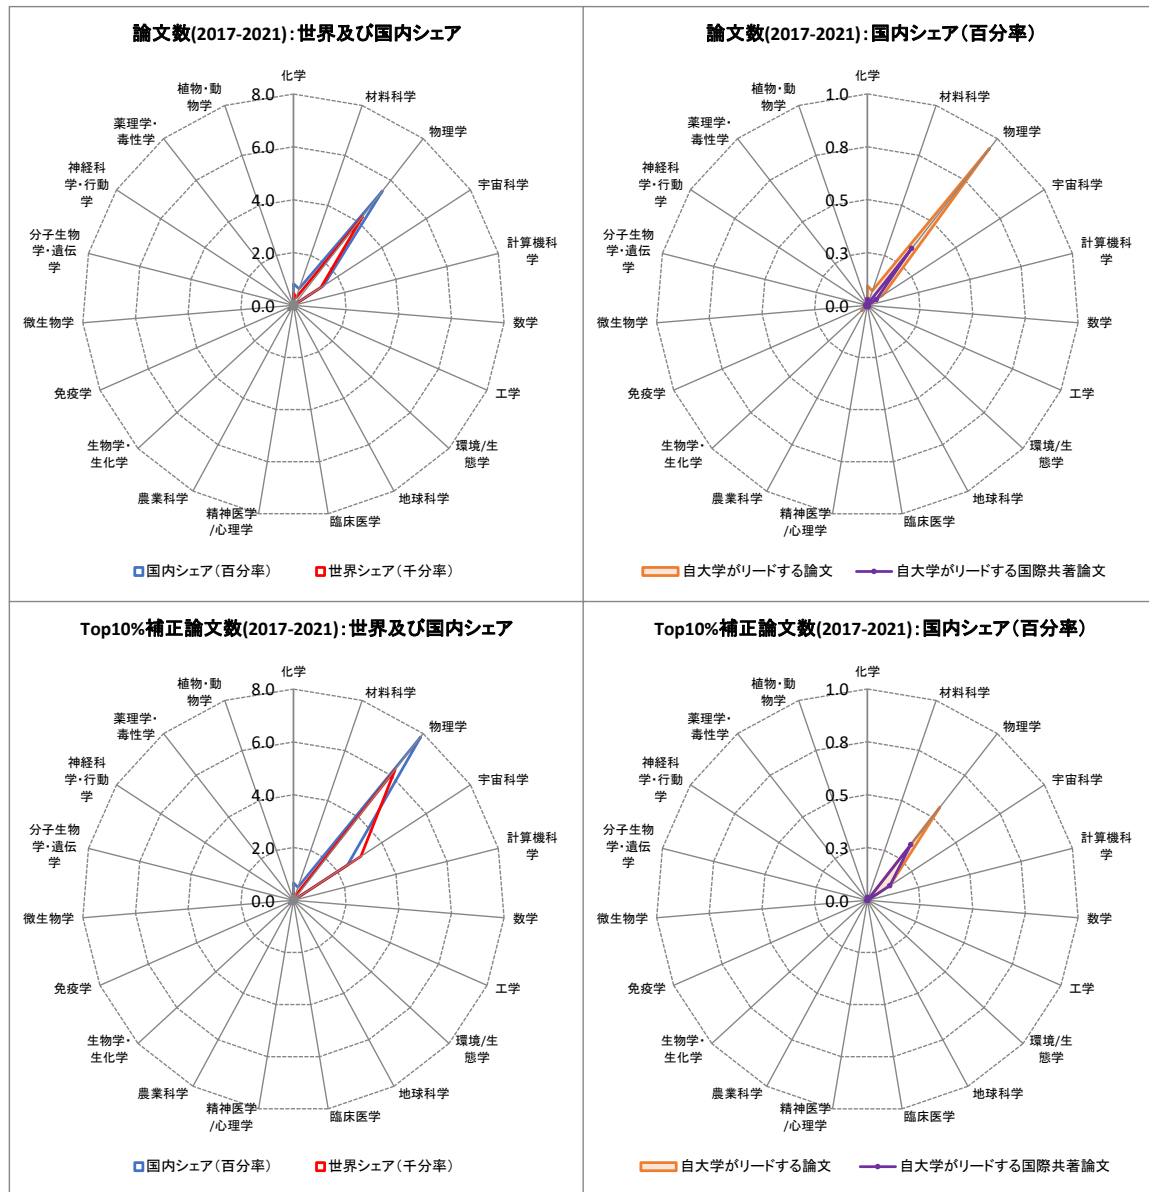 論文数(2017-2021)：世界及び国内シェア
化学
材料科学
物理学
宇宙科学
計算機科
学
数学
工学
環境/生
態学
地球科学
臨床医学
精神医学
/心理学
農業科学
生物学・
生化学
免疫学
微生物学
分子生物
学・遺伝
学
神経科
学・行動
学
薬理学・
毒性学
植物・動
物学
8.0
6.0
4.0
2.0
0.0
国内シェア（百分率）
世界シェア（千分率）
論文数(2017-2021)：国内シェア（百分率）
化学
材料科学
物理学
宇宙科学
計算機科
学
数学
工学
環境/生
態学
地球科学
臨床医学
精神医学
/心理学
農業科学
生物学・
生化学
免疫学
微生物学
分子生物
学・遺伝
学
神経科
学・行動
学
薬理学・
毒性学
植物・動
物学
1.0
0.8
0.5
0.3
0.0
自大学がリードする論文
自大学がリードする国際共著論文
Top10%補正論文数(2017-2021)：世界及び国内シェア
化学
材料科学
物理学
宇宙科学
計算機科
学
数学
工学
環境/生
態学
地球科学
臨床医学
精神医学
/心理学
農業科学
生物学・
生化学
免疫学
微生物学
分子生物
学・遺伝
学
神経科
学・行動
学
薬理学・
毒性学
植物・動
物学
8.0
6.0
4.0
2.0
0.0
国内シェア（百分率）
世界シェア（千分率）
Top10%補正論文数(2017-2021)：国内シェア（百分率）
化学
材料科学
物理学
宇宙科学
計算機科
学
数学
工学
環境/生
態学
地球科学
臨床医学
精神医学
/心理学
農業科学
生物学・
生化学
免疫学
微生物学
分子生物
学・遺伝
学
神経科
学・行動
学
薬理学・
毒性学
植物・動
物学
1.0
0.8
0.5
0.3
0.0
自大学がリードする論文
自大学がリードする国際共著論文